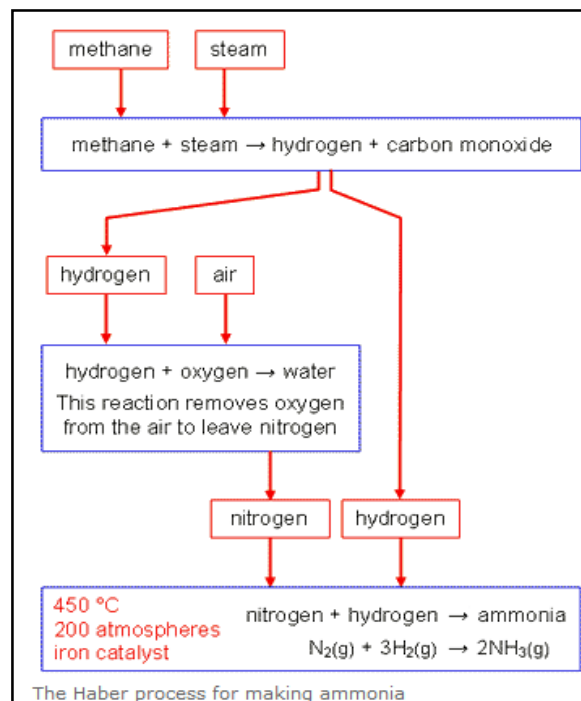 methane
steam
methane + steam → hydrogen + carbon monoxide
hydrogen
air
hydrogen + oxygen → water
This reaction removes oxygen
from the air to leave nitrogen
nitrogen
hydrogen
450 °C
200 atmospheres
iron catalyst
nitrogen + hydrogen → ammonia
N₂(g) + 3H₂(g) → 2NH₃(g)
The Haber process for making ammonia